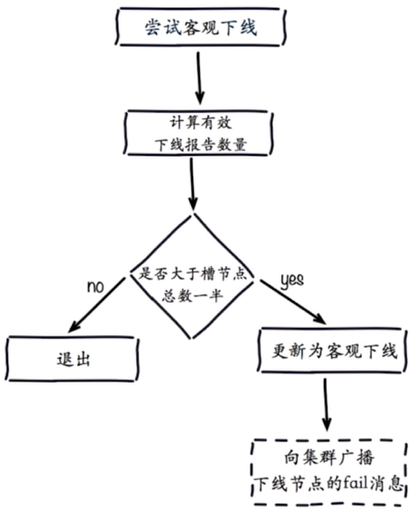 尝试客观下线
计算有效
下线报告数量
是否大于槽节点
总数一半
no
yes
退出
更新为客观下线
向集群广播
下线节点的fail消息